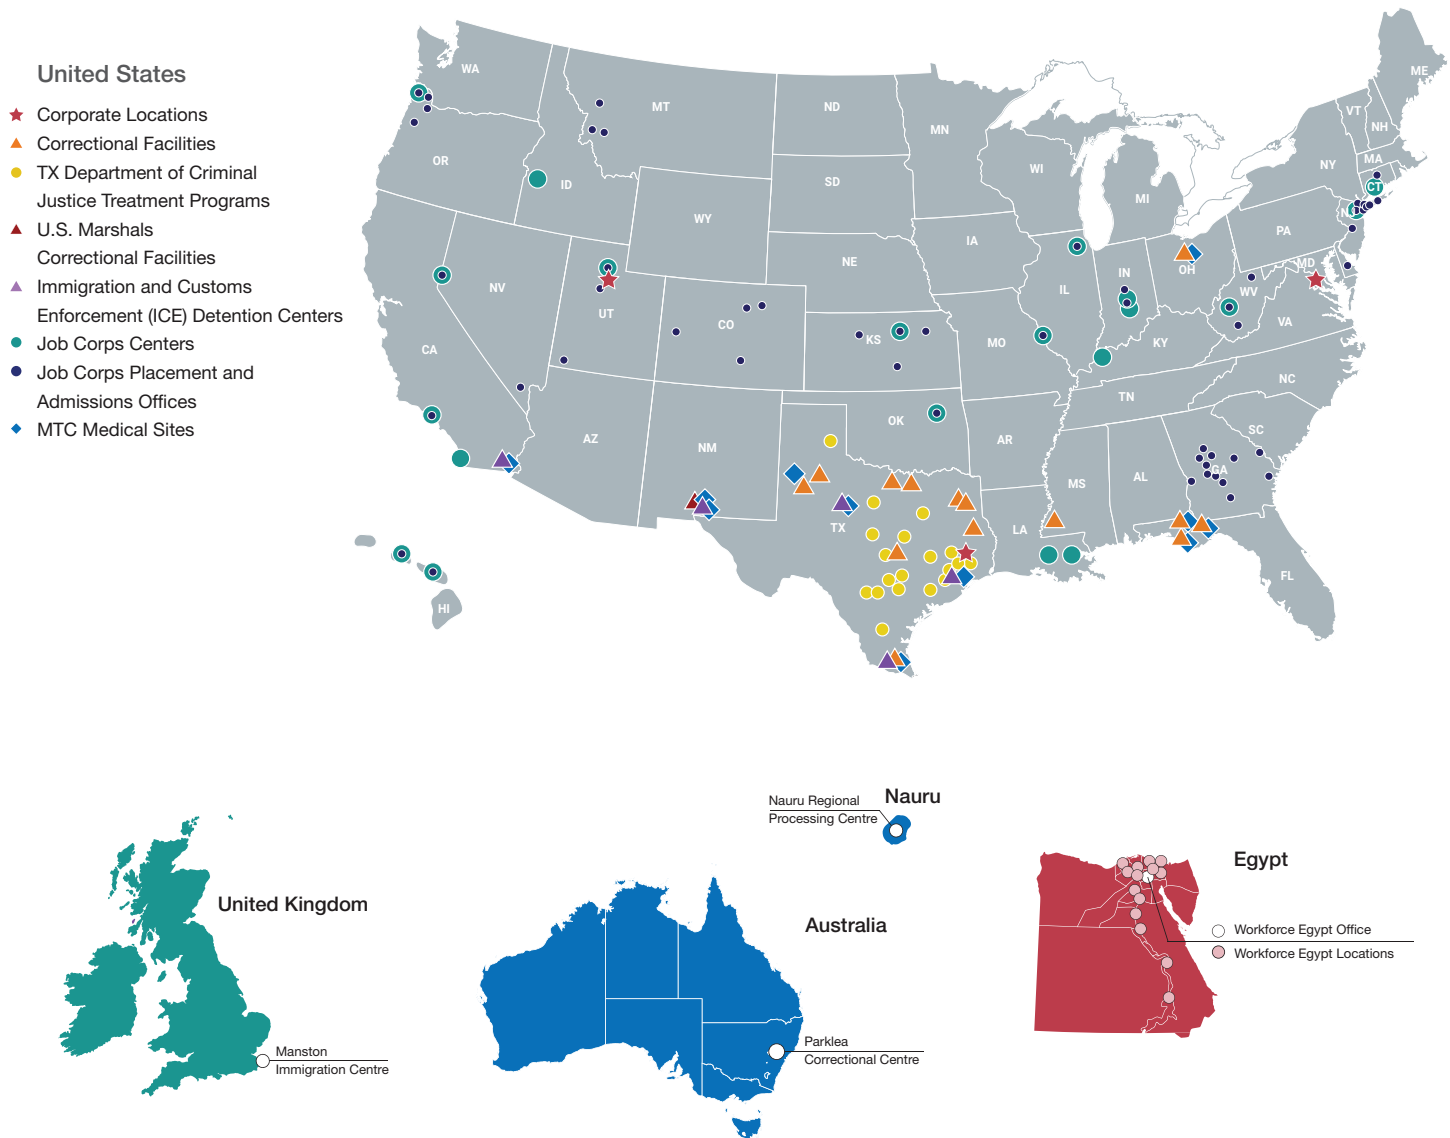 United States
Corporate Locations
Correctional Facilities
TX Department of Criminal
Justice Treatment Programs
U.S. Marshals
Correctional Facilities
Immigration and Customs
Enforcement (ICE) Detention Centers
Job Corps Centers
Job Corps Placement and
Admissions Offices
MTC Medical Sites
WA
MT
ND
MN
ME
VT
NH
OR
ID
SD
WI
NY
MA
CT
WY
MI
N
IA
PA
NE
NV
IN
OH
MD
UT
CO
IL
WV
CA
KS
MO
KY
VA
NC
TN
AZ
NM
OK
AR
SC
GA
MS
AL
TX
LA
FL
HI
Nauru
Nauru Regional
Processing Centre
Egypt
United Kingdom
Australia
Workforce Egypt Office
Workforce Egypt Locations
Manston
Immigration Centre
Parklea
Correctional Centre